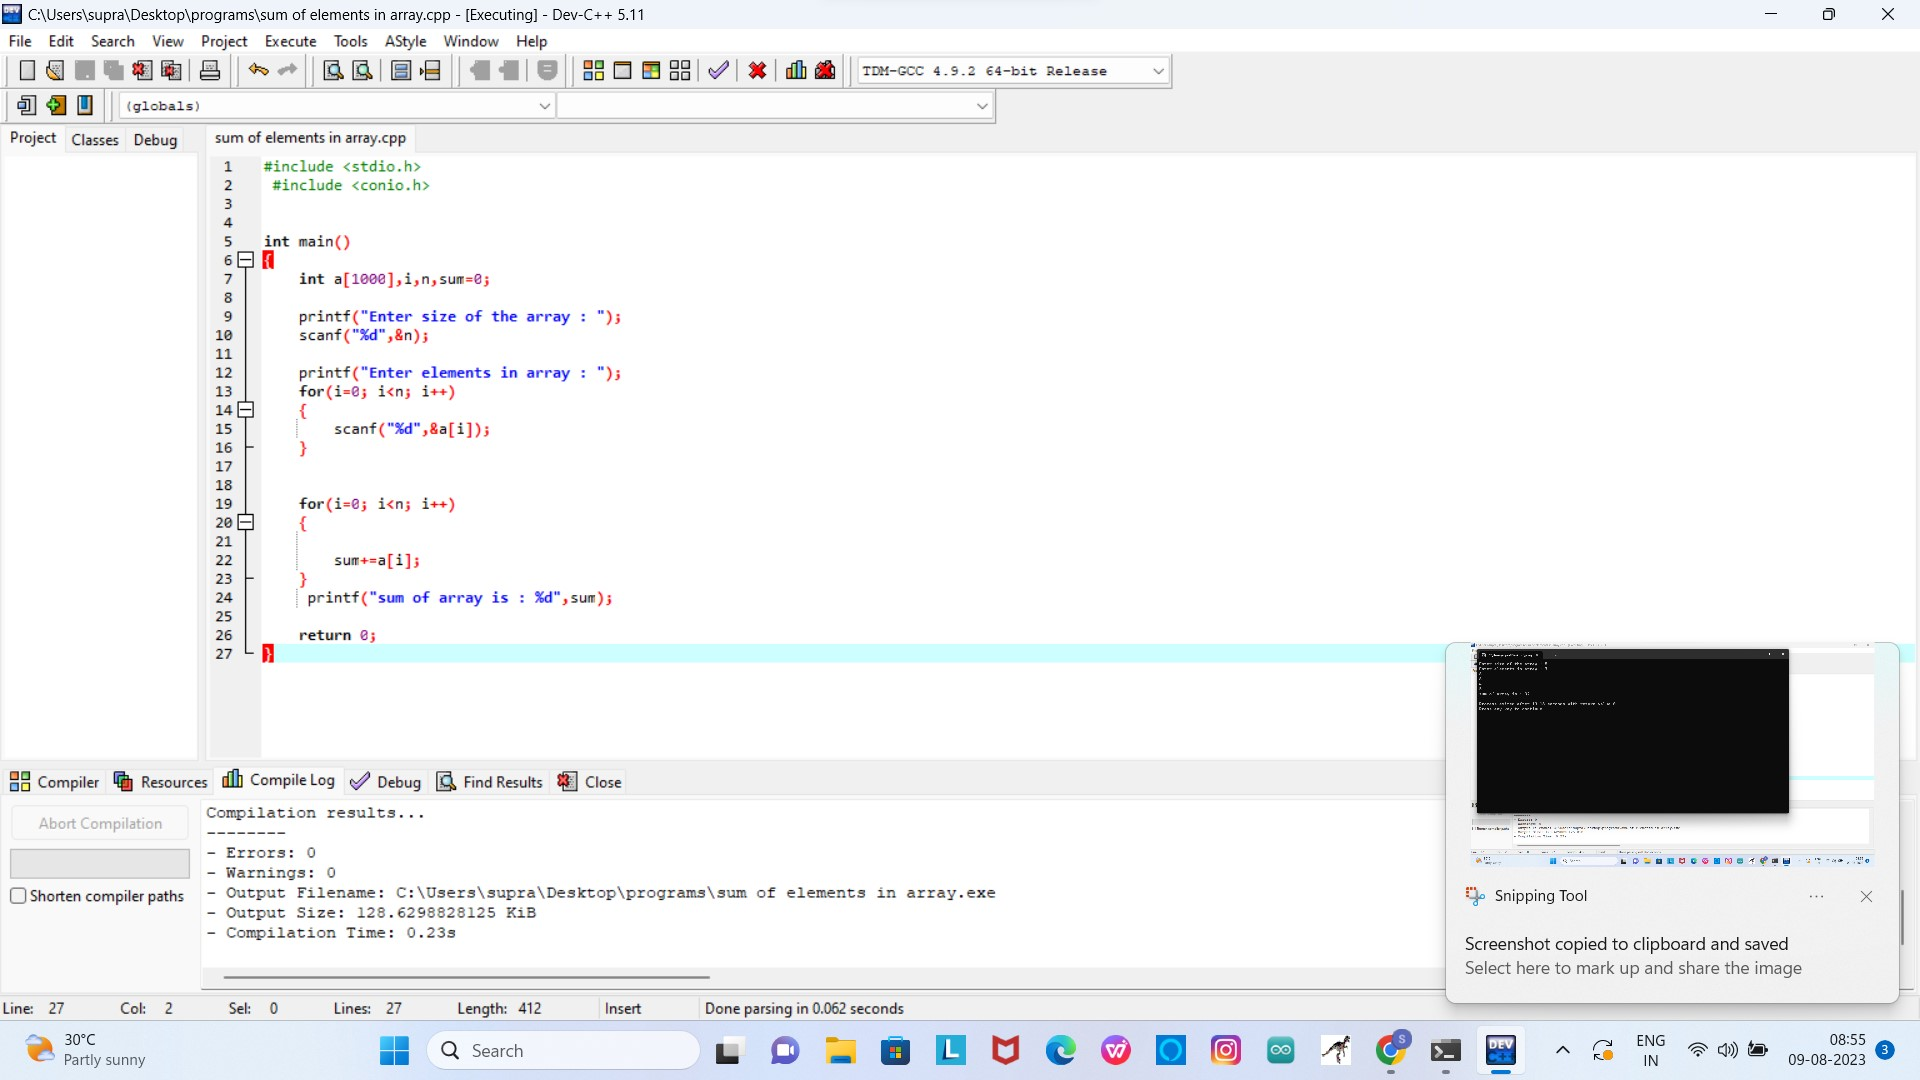 C:\Users\supra\Desktop\programs\sum of elements in array.cpp - [Executing] - Dev-C++ 5.11
File Edit Search View Project Execute Tools AStyle Window Help
TDM-GCC 4.9.2 64-bit Release
(globals)
Project Classes Debug sum of elements in array.cpp
1 #include <stdio.h>
2 #include <conio.h>
3
4
5 int main()
6 {
7 int a[1000],i,n,sum=0;
8
9 printf("Enter size of the array : ");
10 scanf("%d",&n);
11
12 printf("Enter elements in array : ");
13 for(i=0; i<n; i++)
14 {
15 scanf("%d",&a[i]);
16 }
17
18
19 for(i=0; i<n; i++)
20 {
21
22 sum+=a[i];
23 }
24 printf("sum of array is : %d",sum);
25
26 return 0;
27 }
Compiler Resources Compile Log Debug Find Results Close
Abort Compilation
Shorten compiler paths
Compilation results...
--------
- Errors: 0
- Warnings: 0
- Output Filename: C:\Users\supra\Desktop\programs\sum of elements in array.exe
- Output Size: 128.6298828125 KiB
- Compilation Time: 0.23s
Snipping Tool
Screenshot copied to clipboard and saved
Select here to mark up and share the image
Line: 27 Col: 2 Sel: 0 Lines: 27 Length: 412 Insert Done parsing in 0.062 seconds
30°C
Partly sunny
Search
S
DEV
C++
ENG
IN
08:55
09-08-2023
3